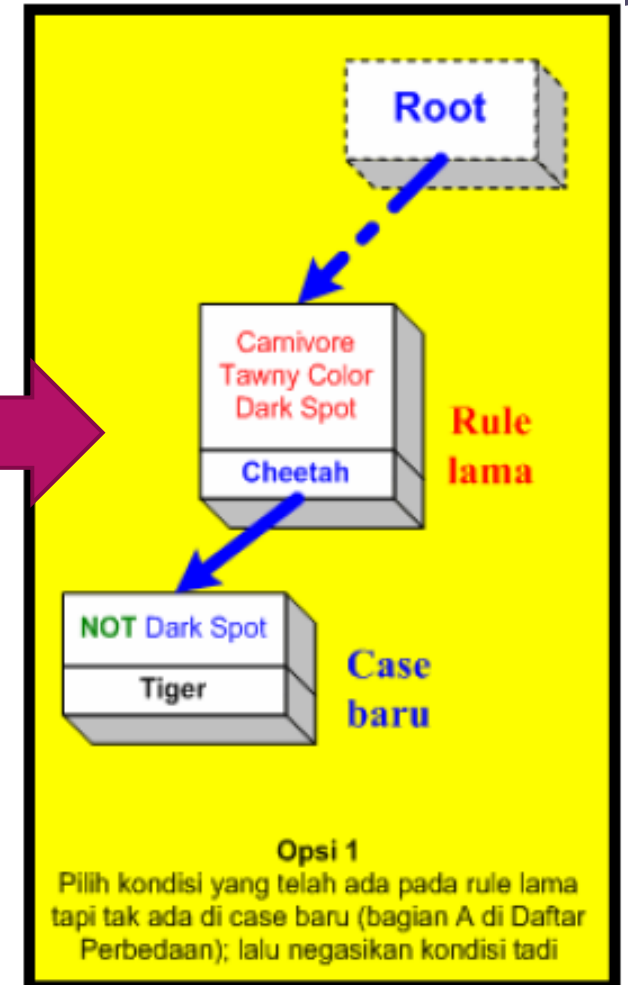 Root
Carnivore
Tawny Color
Dark Spot
Cheetah
Rule
lama
NOT Dark Spot
Tiger
Case
baru
Opsi 1
Pilih kondisi yang telah ada pada rule lama
tapi tak ada di case baru (bagian A di Daftar
Perbedaan); lalu negasikan kondisi tadi